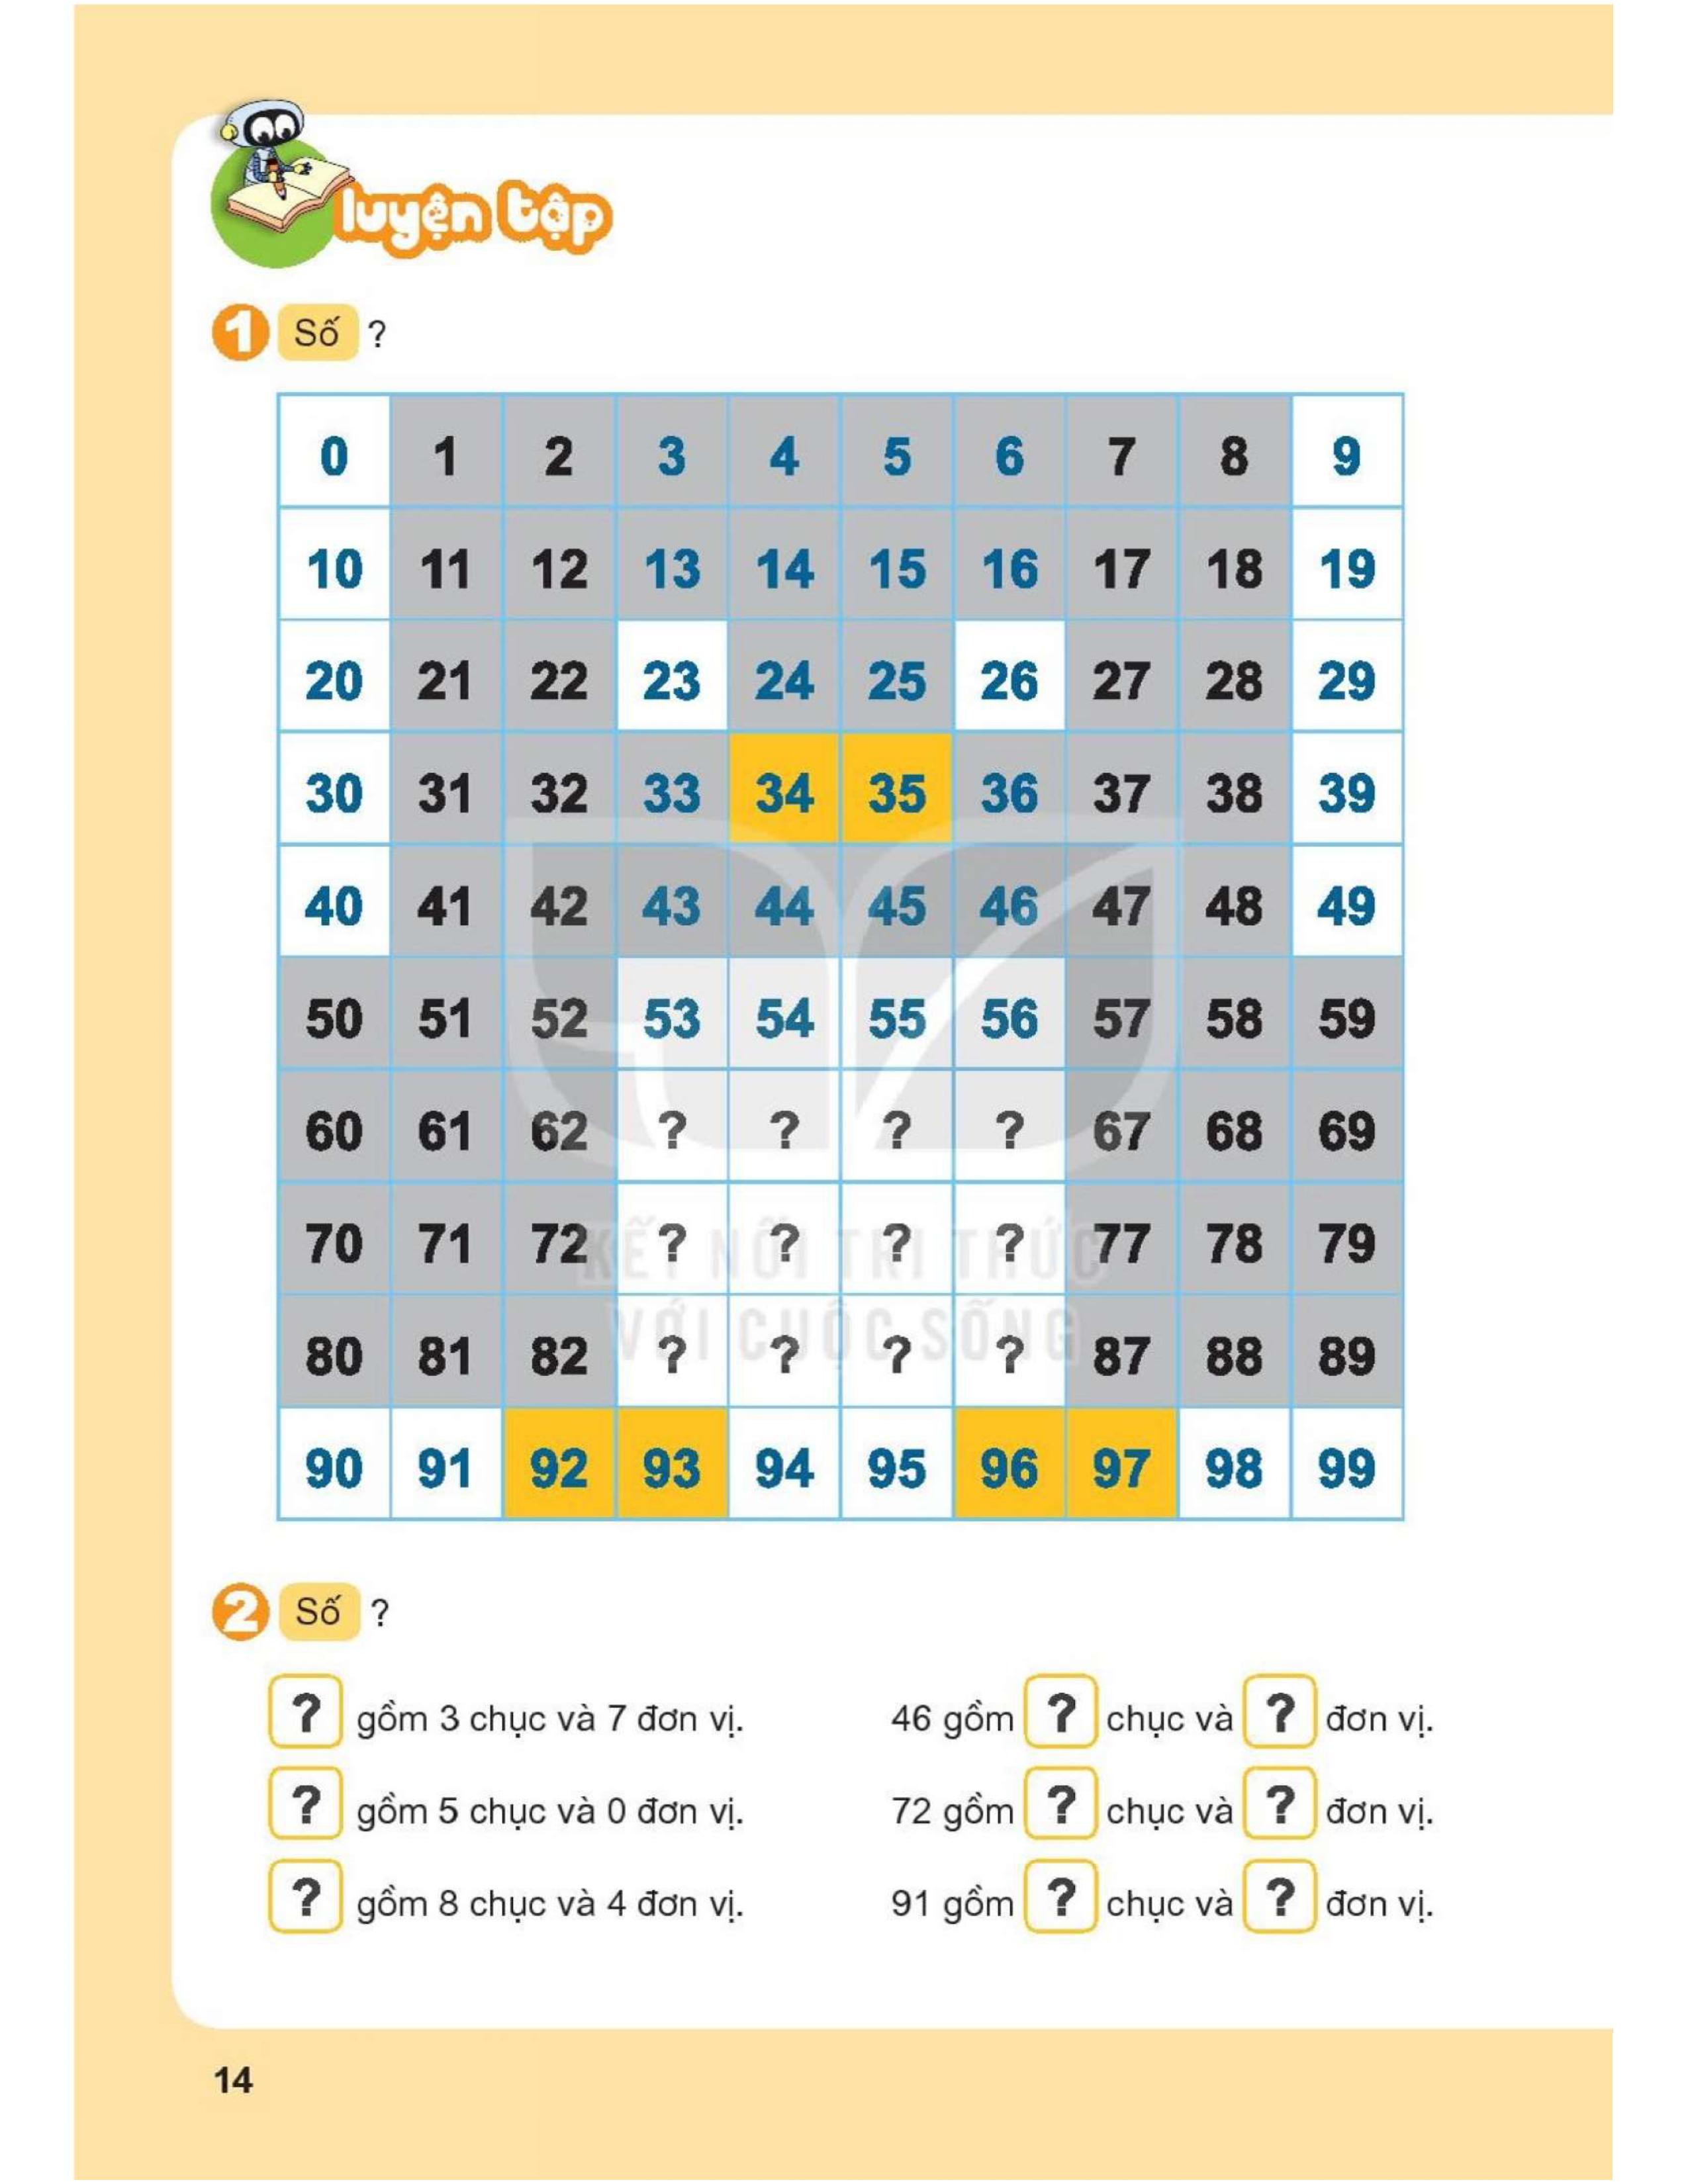 luyện tập
1 Số ?
0 1 2 3 4 5 6 7 8 9
10 11 12 13 14 15 16 17 18 19
20 21 22 23 24 25 26 27 28 29
30 31 32 33 34 35 36 37 38 39
40 41 42 43 44 45 46 47 48 49
50 51 52 53 54 55 56 57 58 59
60 61 62 ? ? ? ? 67 68 69
70 71 72 ? ? ? ? 77 78 79
80 81 82 ? ? ? ? 87 88 89
90 91 92 93 94 95 96 97 98 99
KẾT NỐI TRI THỨC
VỚI CUỘC SỐNG
2 Số ?
? gồm 3 chục và 7 đơn vị. 46 gồm ? chục và ? đơn vị.
? gồm 5 chục và 0 đơn vị. 72 gồm ? chục và ? đơn vị.
? gồm 8 chục và 4 đơn vị. 91 gồm ? chục và ? đơn vị.
14